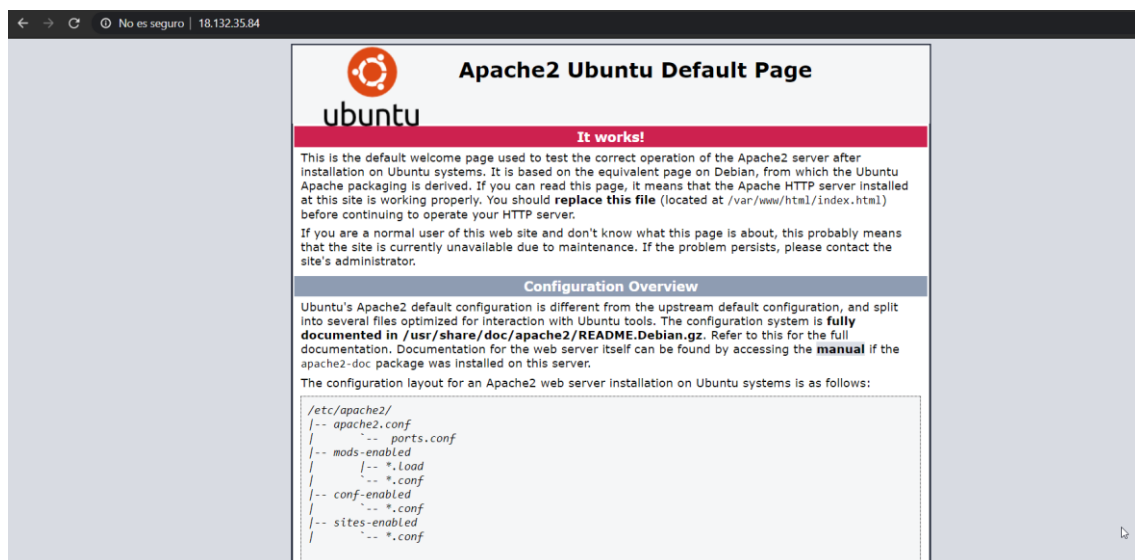 No es seguro | 18.132.35.84
Apache2 Ubuntu Default Page
ubuntu
It works!
This is the default welcome page used to test the correct operation of the Apache2 server after
installation on Ubuntu systems. It is based on the equivalent page on Debian, from which the Ubuntu
Apache packaging is derived. If you can read this page, it means that the Apache HTTP server installed
at this site is working properly. You should replace this file (located at /var/www/html/index.html)
before continuing to operate your HTTP server.
If you are a normal user of this web site and don't know what this page is about, this probably means
that the site is currently unavailable due to maintenance. If the problem persists, please contact the
site's administrator.
Configuration Overview
Ubuntu's Apache2 default configuration is different from the upstream default configuration, and split
into several files optimized for interaction with Ubuntu tools. The configuration system is fully
documented in /usr/share/doc/apache2/README.Debian.gz. Refer to this for the full
documentation. Documentation for the web server itself can be found by accessing the manual if the
apache2-doc package was installed on this server.
The configuration layout for an Apache2 web server installation on Ubuntu systems is as follows:
/etc/apache2/
|-- apache2.conf
|       `--  ports.conf
|-- mods-enabled
|       |-- *.load
|       `-- *.conf
|-- conf-enabled
|       `-- *.conf
|-- sites-enabled
|       `-- *.conf